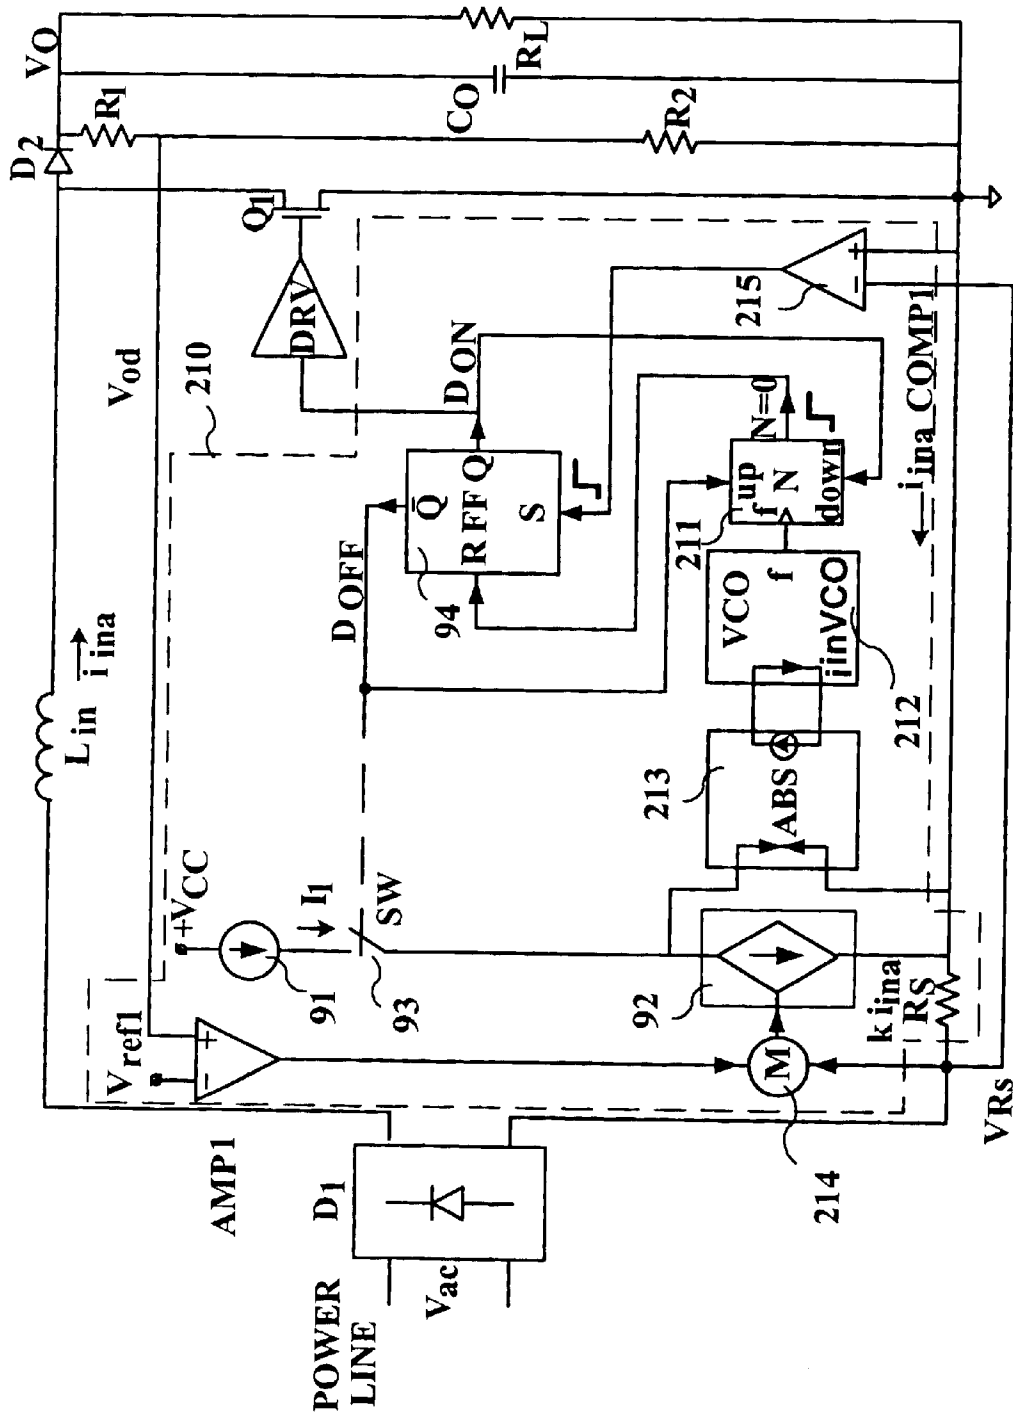 POWER
LINE
Vac
D1
AMP1
Vref1
+VCC
91
I1
SW
93
Lin
iina
Vod
210
DOFF
94
Q̅
R FF Q
S
DON
DRV
Q1
D2
VO
R1
CO
RL
R2
92
k iina
RS
M
214
VRs
213
ABS
212
VCO
f
iinVCO
211
up
f N
down
N=0
215
+
-
iina COMP1
+
-